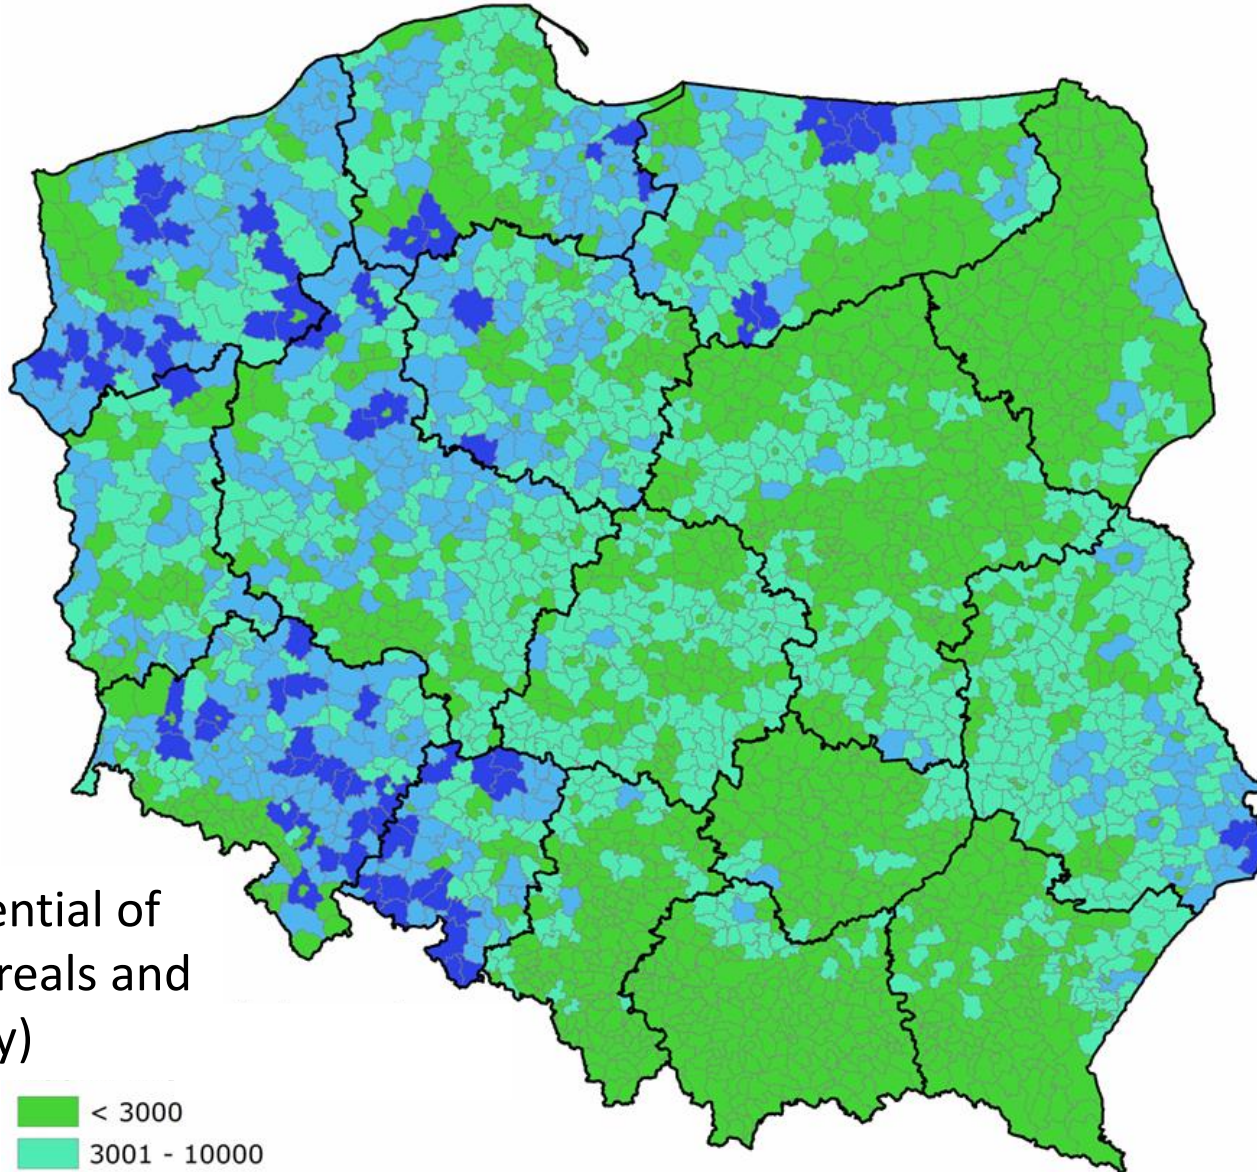 ential of
reals and
y)
< 3000
3001 - 10000